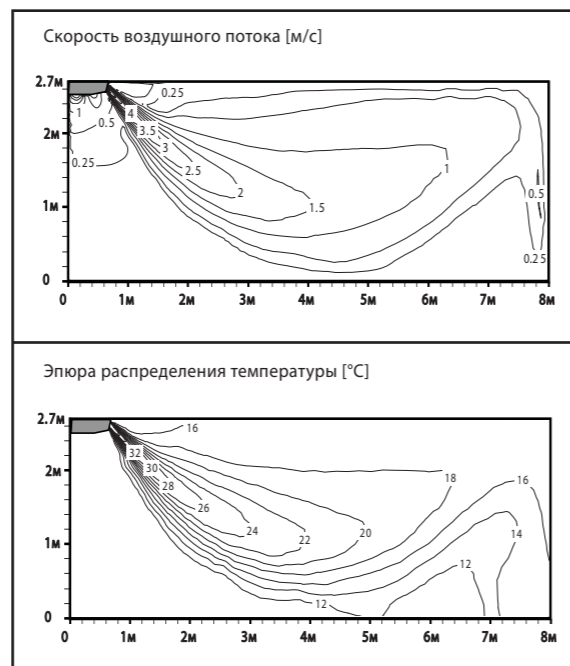 Скорость воздушного потока [м/с]
2.7м
0.25
1
0.5
4
3.5
2м
3
0.25
2.5
1
2
0.5
1.5
1м
0.25
0
0 1м 2м 3м 4м 5м 6м 7м 8м
Эпюра распределения температуры [°C]
2.7м
16
32
30
2м
28
18
16
26
24
22
20
14
1м
12
12
0
0 1м 2м 3м 4м 5м 6м 7м 8м